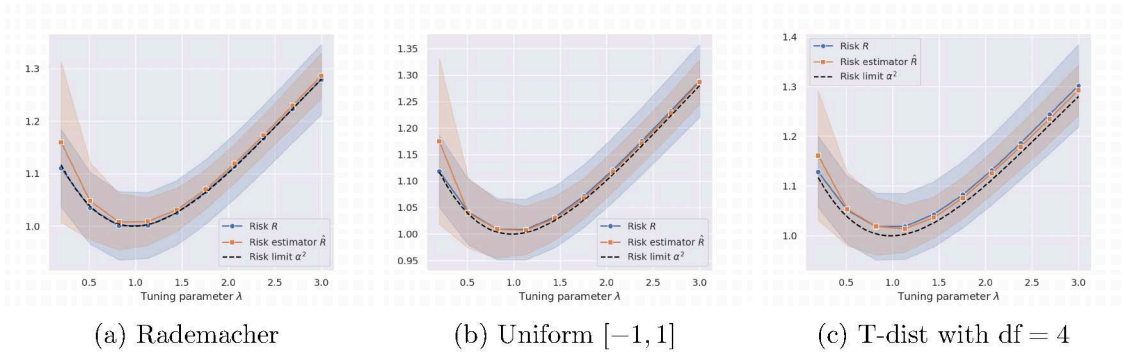 1.3
1.2
1.1
1.0
0.5 1.0 1.5 2.0 2.5 3.0
Tuning parameter λ
Risk R
Risk estimator R̂
Risk limit α²
(a) Rademacher
1.35
1.30
1.25
1.20
1.15
1.10
1.05
1.00
0.95
0.5 1.0 1.5 2.0 2.5 3.0
Tuning parameter λ
Risk R
Risk estimator R̂
Risk limit α²
(b) Uniform [−1, 1]
1.4
1.3
1.2
1.1
1.0
0.5 1.0 1.5 2.0 2.5 3.0
Tuning parameter λ
Risk R
Risk estimator R̂
Risk limit α²
(c) T-dist with df = 4